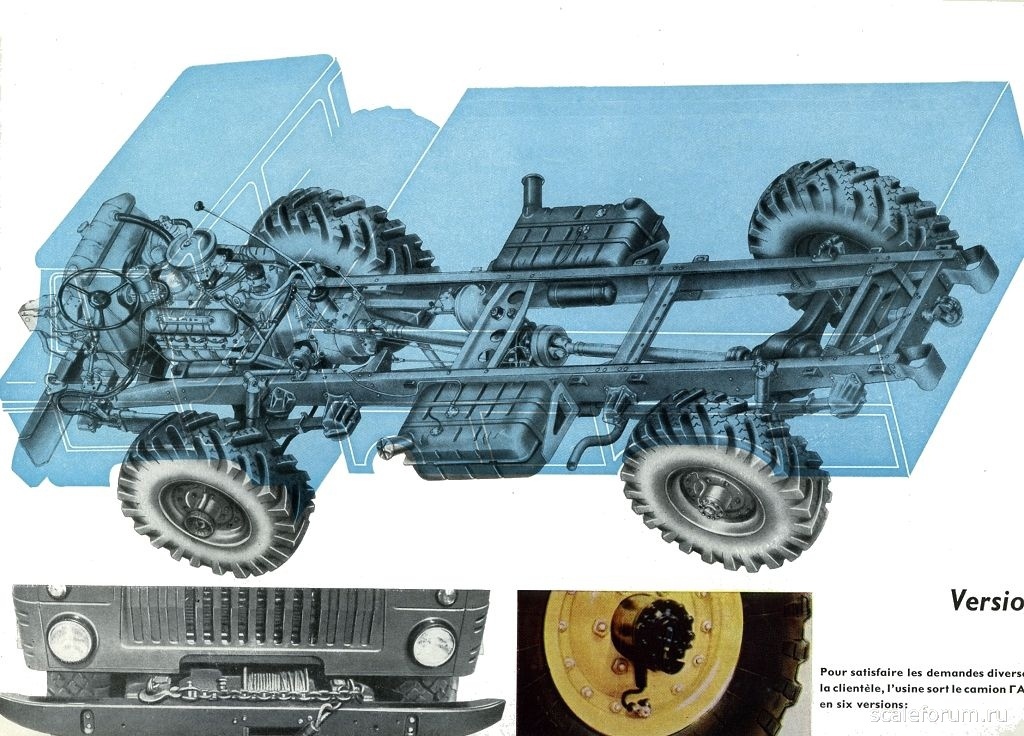 Versio
Pour satisfaire les demandes diverse
la clientèle, l'usine sort le camion ГА
en six versions:
scaleforum.ru